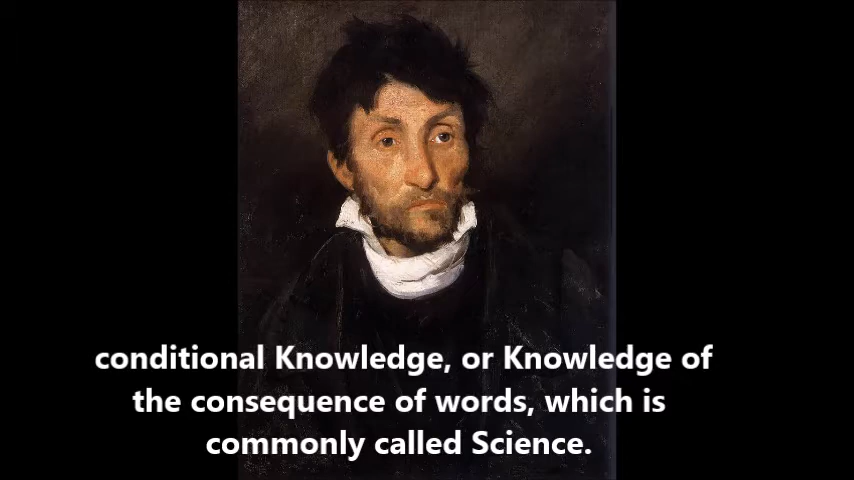 conditional Knowledge, or Knowledge of
the consequence of words, which is
commonly called Science.